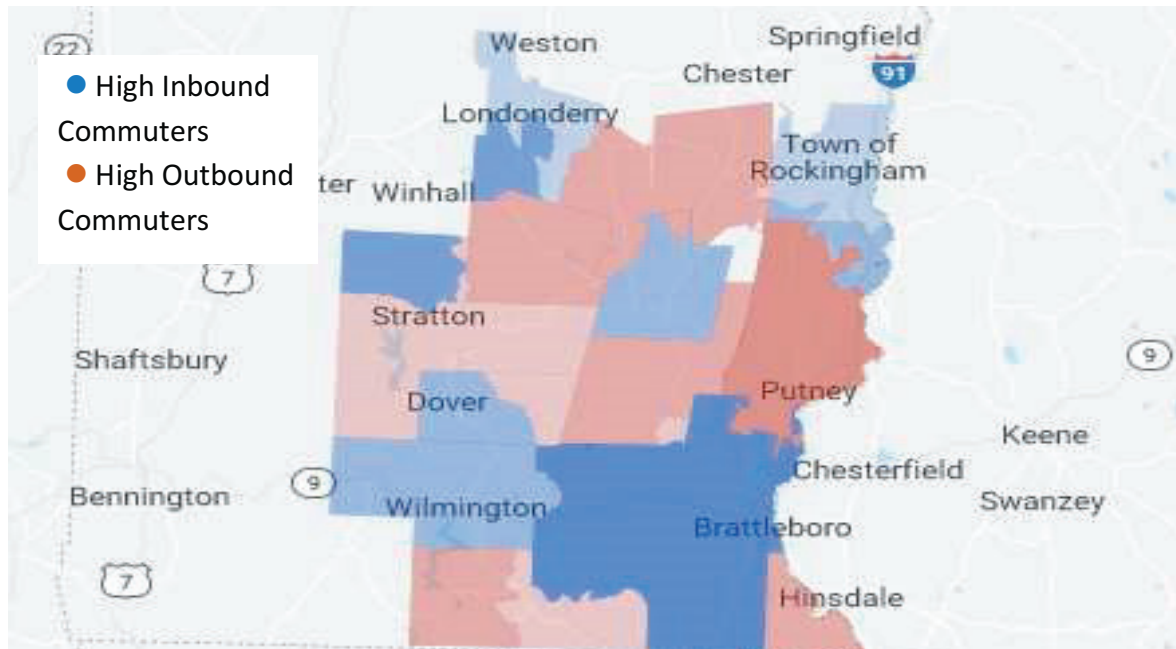 Weston
Springfield
22
Chester
91
High Inbound
Commuters
High Outbound
Commuters
Londonderry
Town of
Rockingham
ter
Winhall
7
Stratton
Shaftsbury
9
Dover
Putney
Keene
Chesterfield
9
Bennington
Wilmington
Swanzey
Brattleboro
7
Hinsdale